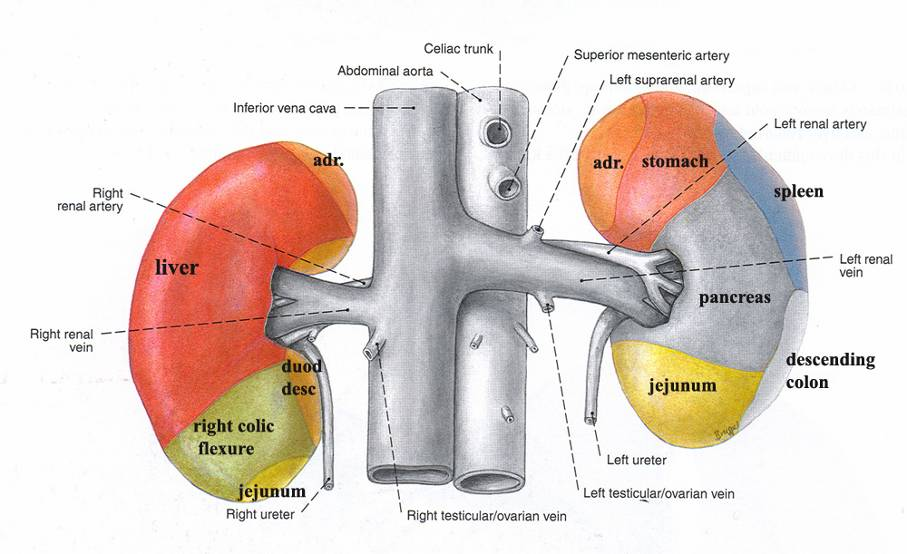 Celiac trunk
Superior mesenteric artery
Abdominal aorta
Left suprarenal artery
Inferior vena cava
Left renal artery
adr.
adr.
stomach
Right
renal artery
spleen
liver
Left renal
vein
pancreas
Right renal
vein
duod
desc
descending
colon
jejunum
right colic
flexure
Left ureter
jejunum
Left testicular/ovarian vein
Right ureter
Right testicular/ovarian vein